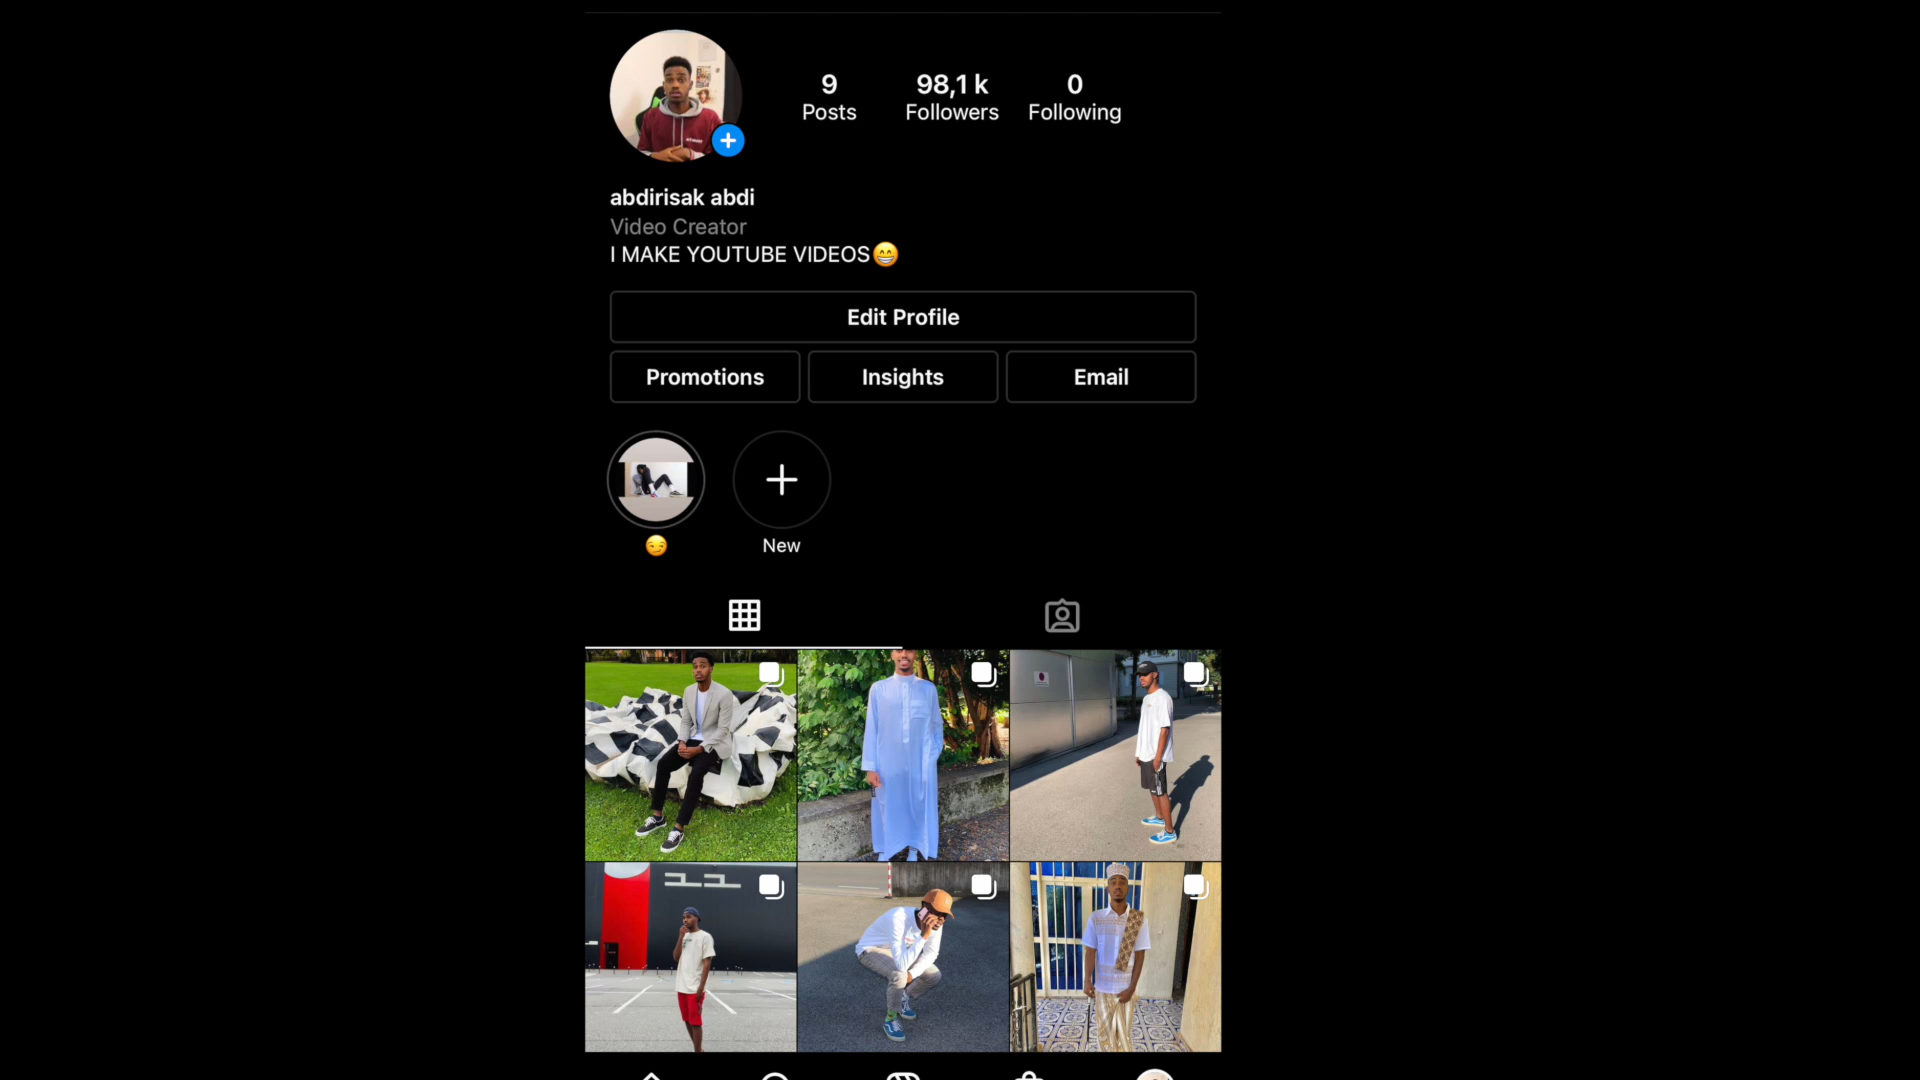 9
Posts
98,1 k
Followers
0
Following
abdirisak abdi
Video Creator
I MAKE YOUTUBE VIDEOS😁
Edit Profile
Promotions
Insights
Email
😏
New
11